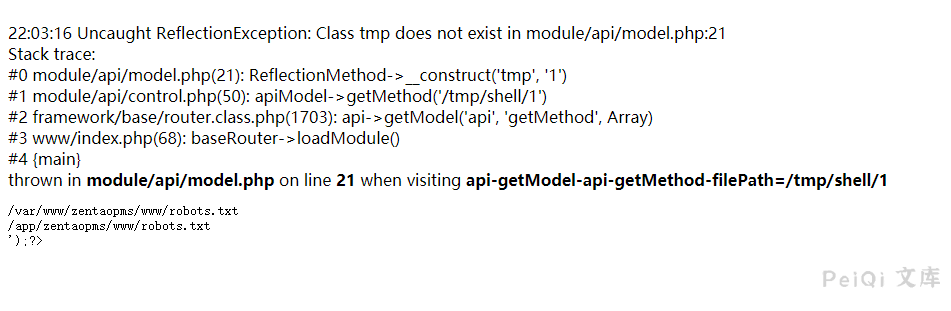 22:03:16 Uncaught ReflectionException: Class tmp does not exist in module/api/model.php:21
Stack trace:
#0 module/api/model.php(21): ReflectionMethod->__construct('tmp', '1')
#1 module/api/control.php(50): apiModel->getMethod('/tmp/shell/1')
#2 framework/base/router.class.php(1703): api->getModel('api', 'getMethod', Array)
#3 www/index.php(68): baseRouter->loadModule()
#4 {main}
thrown in module/api/model.php on line 21 when visiting api-getModel-api-getMethod-filePath=/tmp/shell/1
/var/www/zentaopms/www/robots.txt
/app/zentaopms/www/robots.txt
');?>
PeiQi 文库